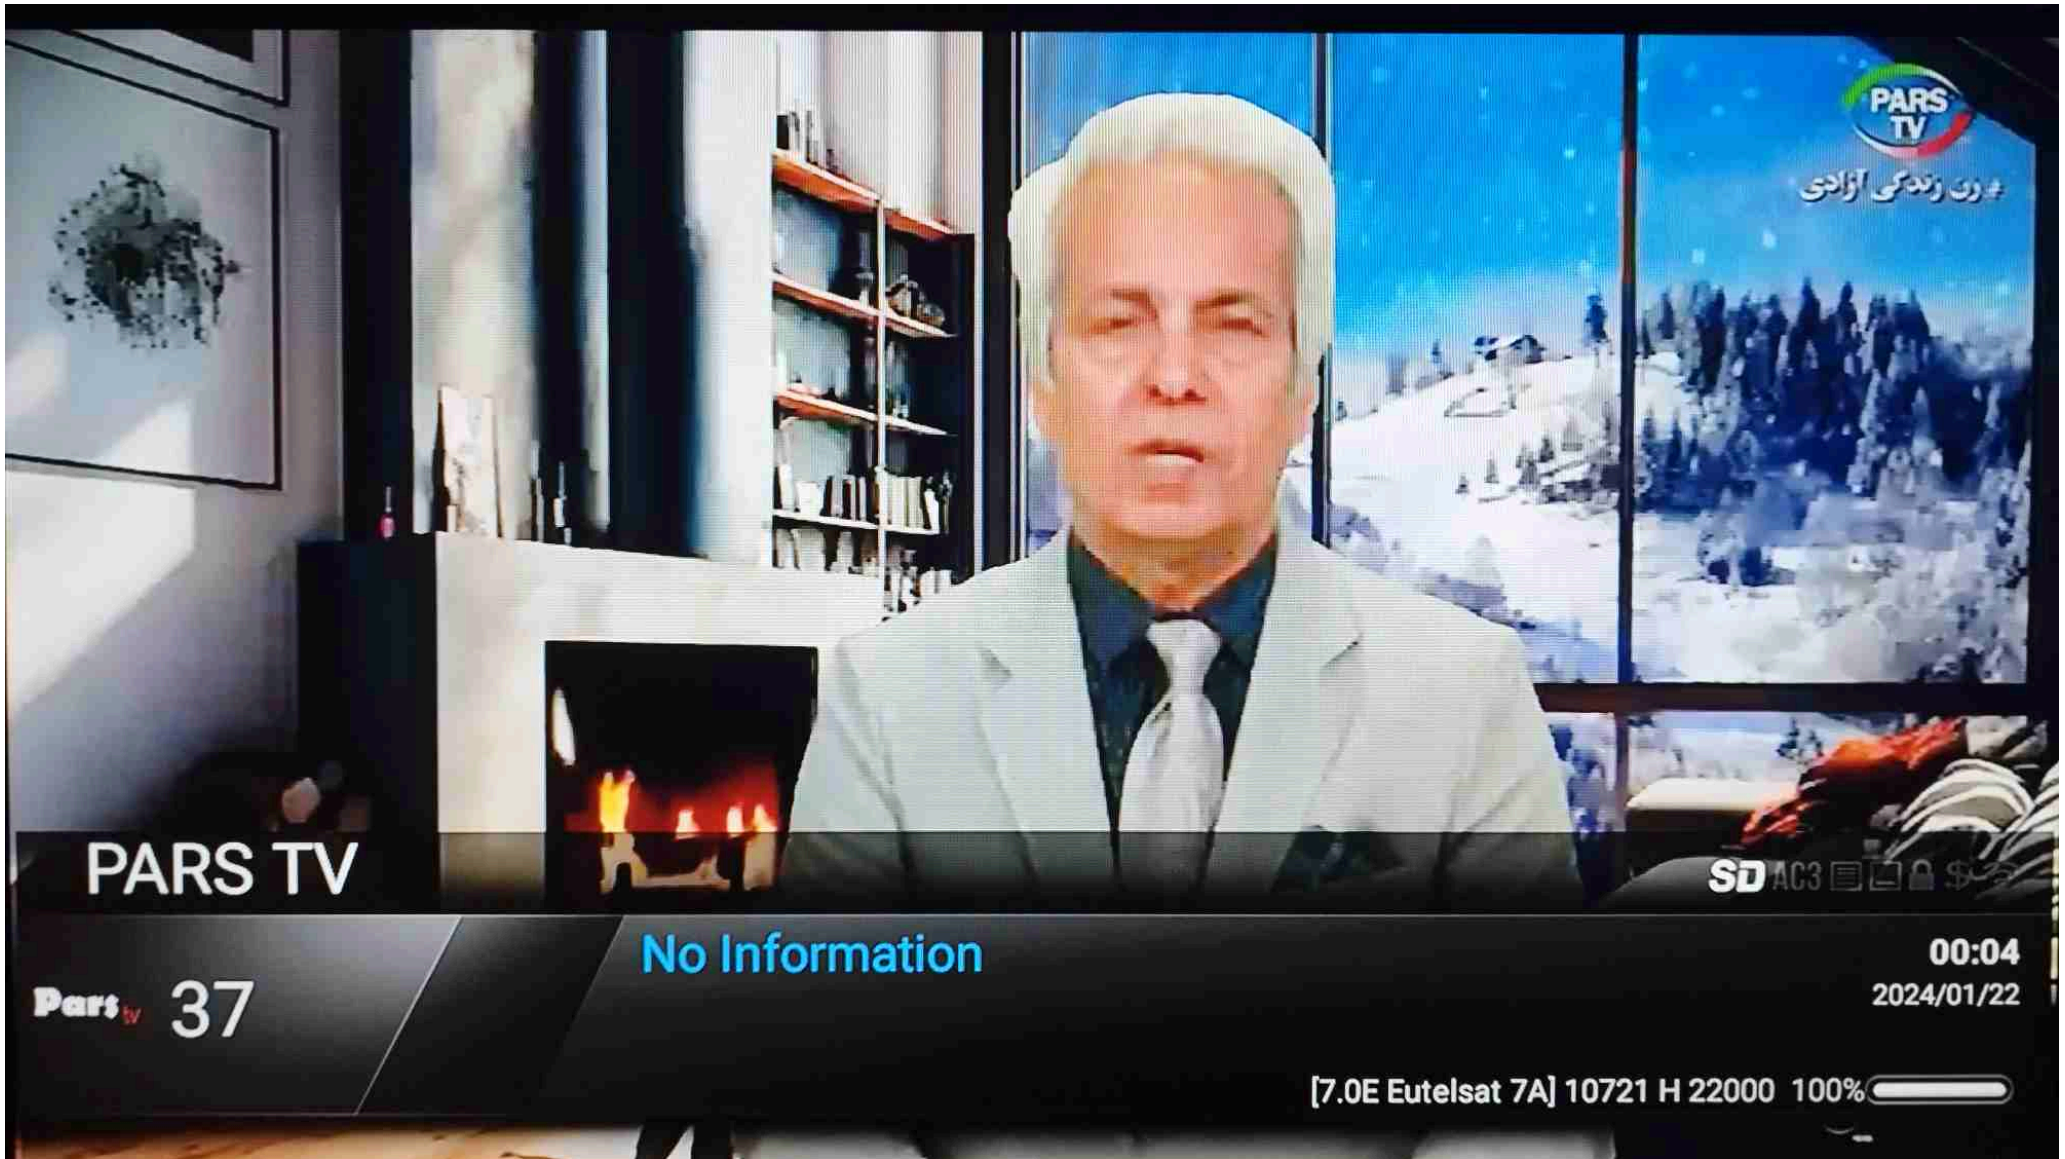 PARS
TV
# زن زندگی آزادی
PARS TV
SD AC3
Pars tv 37
No Information
00:04
2024/01/22
[7.0E Eutelsat 7A] 10721 H 22000 100%